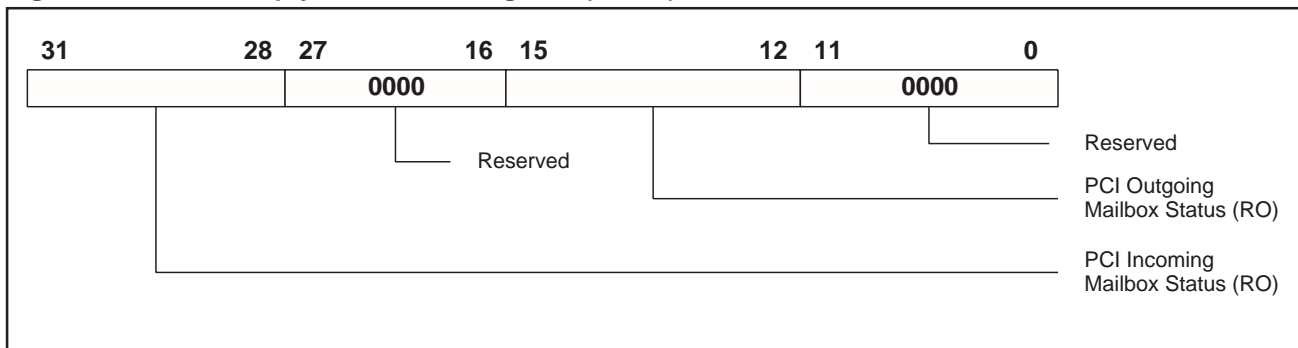 31 28 27 16 15 12 11 0
0000 0000
Reserved
Reserved
PCI Outgoing
Mailbox Status (RO)
PCI Incoming
Mailbox Status (RO)